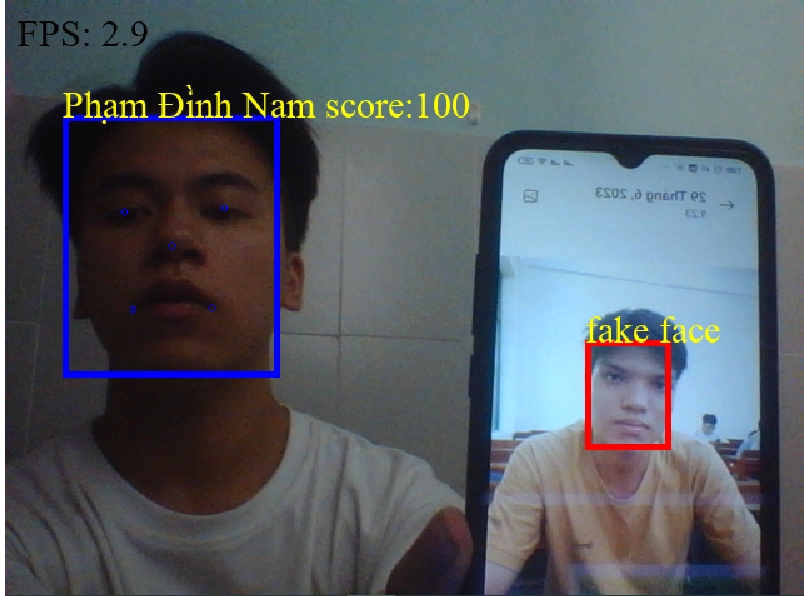 FPS: 2.9
Phạm Đình Nam score:100
29 Tháng 6, 2023
9:23
fake face